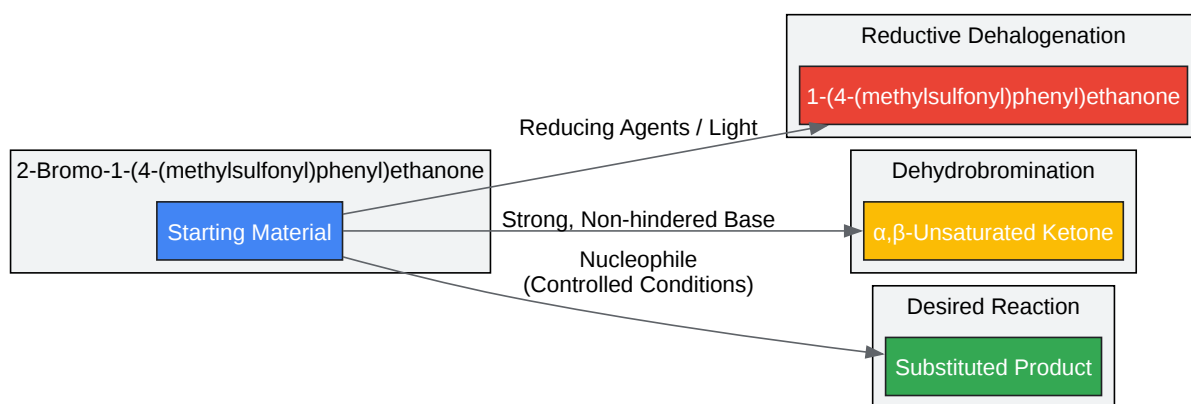 Reductive Dehalogenation
1-(4-(methylsulfonyl)phenyl)ethanone
Reducing Agents / Light
2-Bromo-1-(4-(methylsulfonyl)phenyl)ethanone
Starting Material
Dehydrobromination
Strong, Non-hindered Base
α,β-Unsaturated Ketone
Nucleophile
(Controlled Conditions)
Desired Reaction
Substituted Product